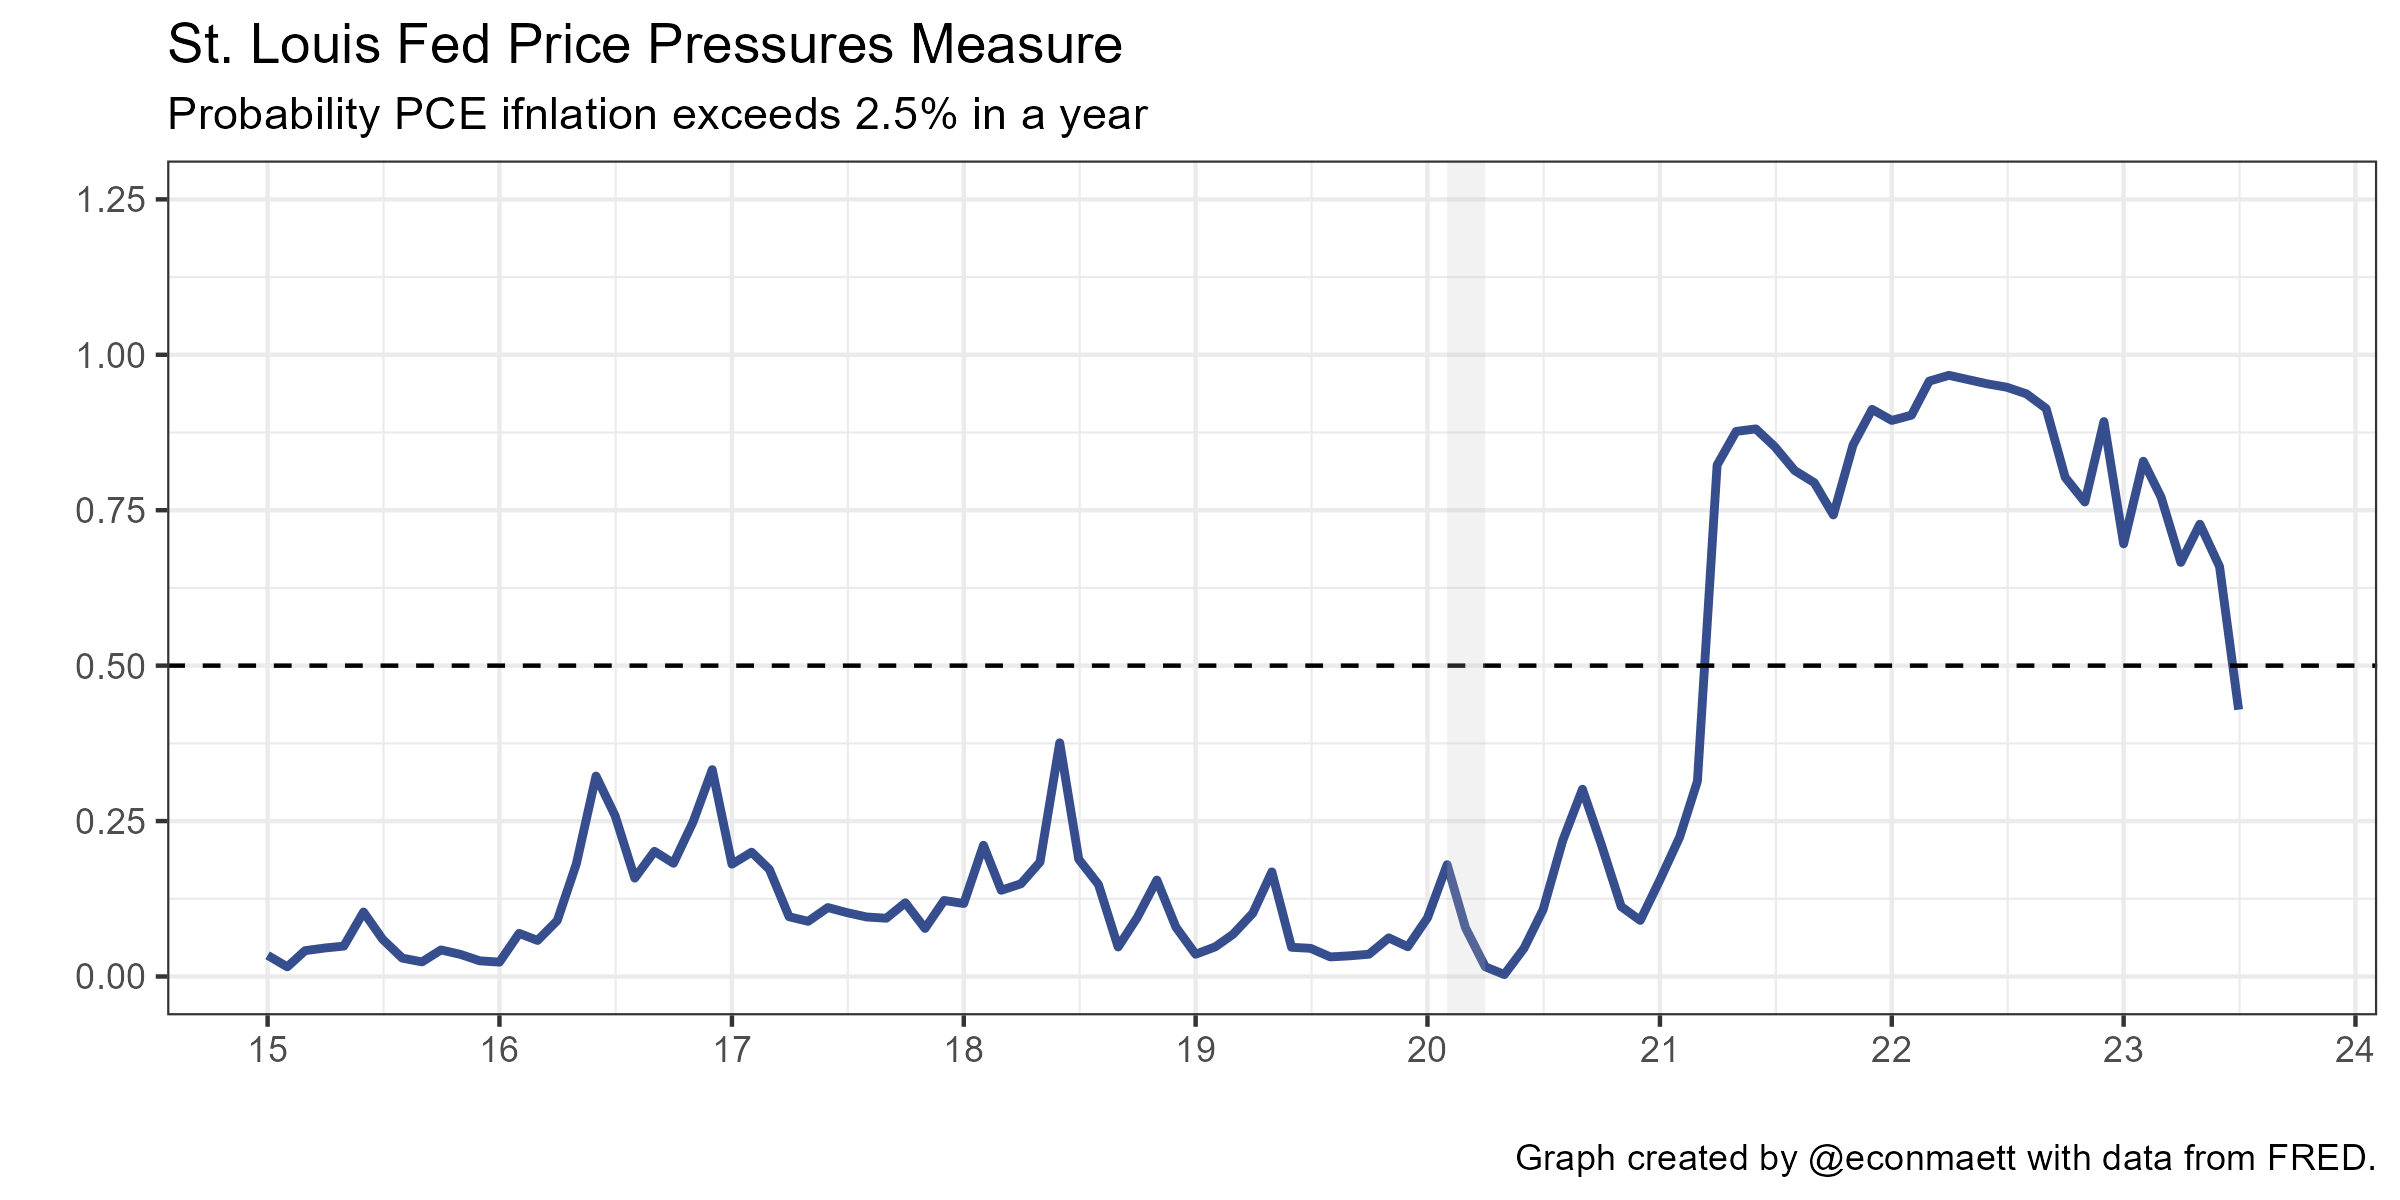 St. Louis Fed Price Pressures Measure
Probability PCE ifnlation exceeds 2.5% in a year
1.25
1.00
0.75
0.50
0.25
0.00
15 16 17 18 19 20 21 22 23 24
Graph created by @econmaett with data from FRED.